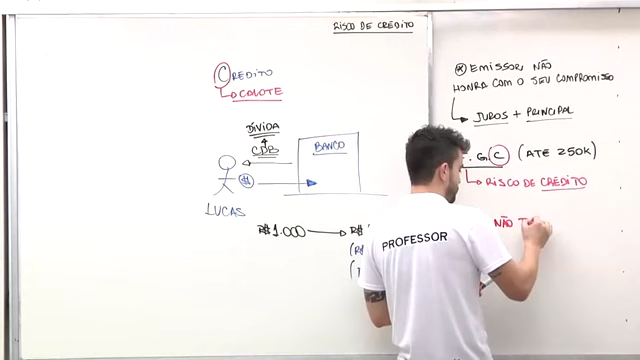 RISCO DE CRÉDITO
CREDITO
CALOTE
DÍVIDA
CDB
BANCO
$
LUCAS
R$ 1.000
R$
(R$
* EMISSOR, NÃO
HONRA COM O SEU COMPROMISSO
JUROS + PRINCIPAL
.G.C (ATÉ 250K)
RISCO DE CRÉDITO
NÃO T
PROFESSOR